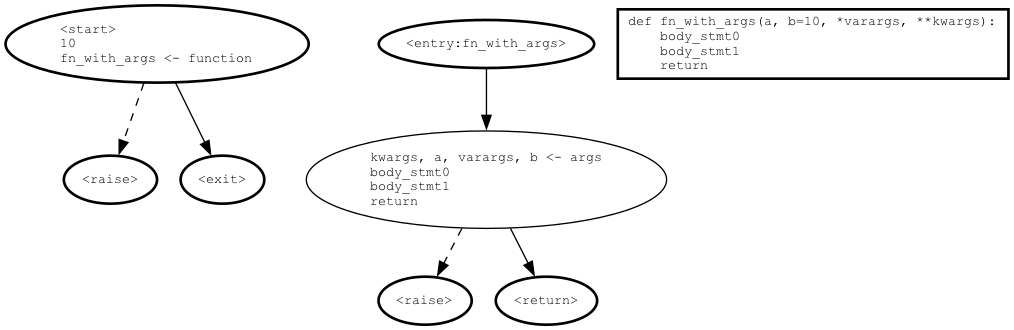 <start>
10
fn_with_args <- function
<entry:fn_with_args>
def fn_with_args(a, b=10, *varargs, **kwargs):
    body_stmt0
    body_stmt1
    return
<raise>
<exit>
kwargs, a, varargs, b <- args
body_stmt0
body_stmt1
return
<raise>
<return>